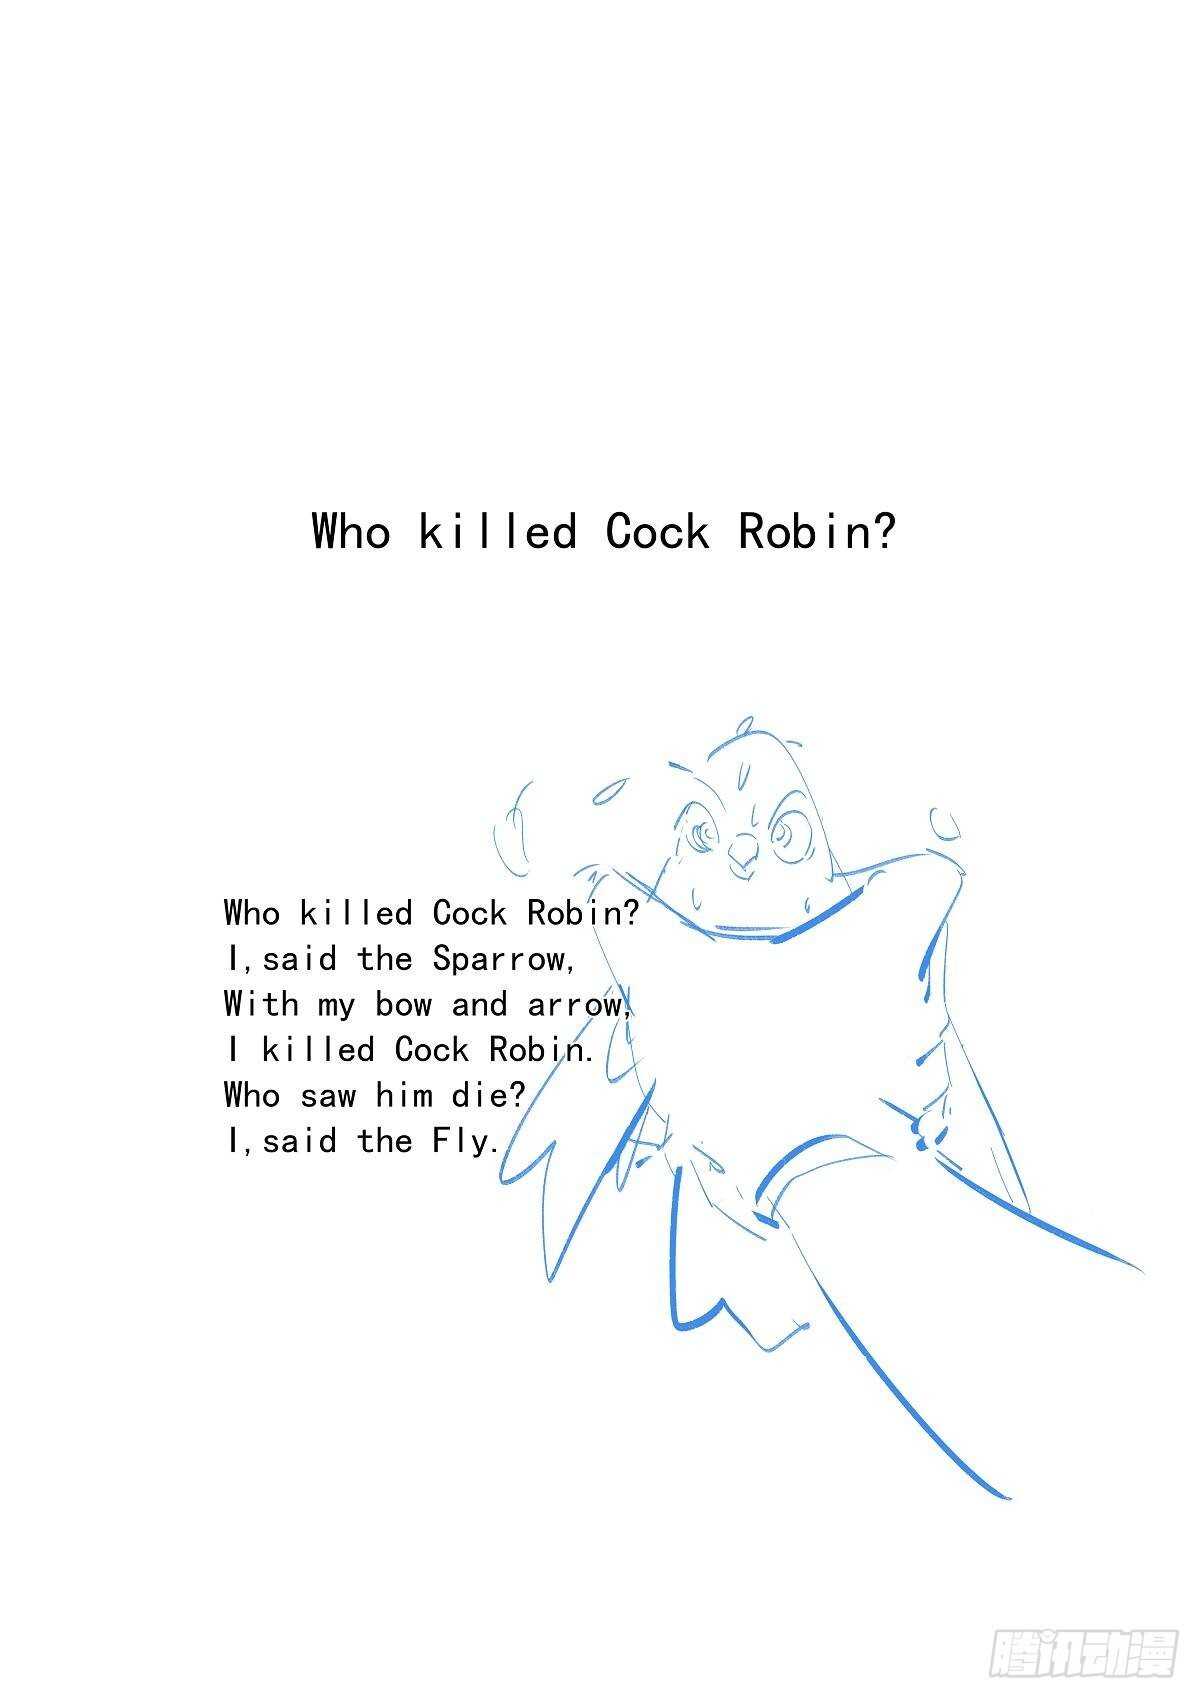 Who killed Cock Robin?
Who killed Cock Robin?
I,said the Sparrow,
With my bow and arrow,
I killed Cock Robin.
Who saw him die?
I,said the Fly.
腾讯动漫